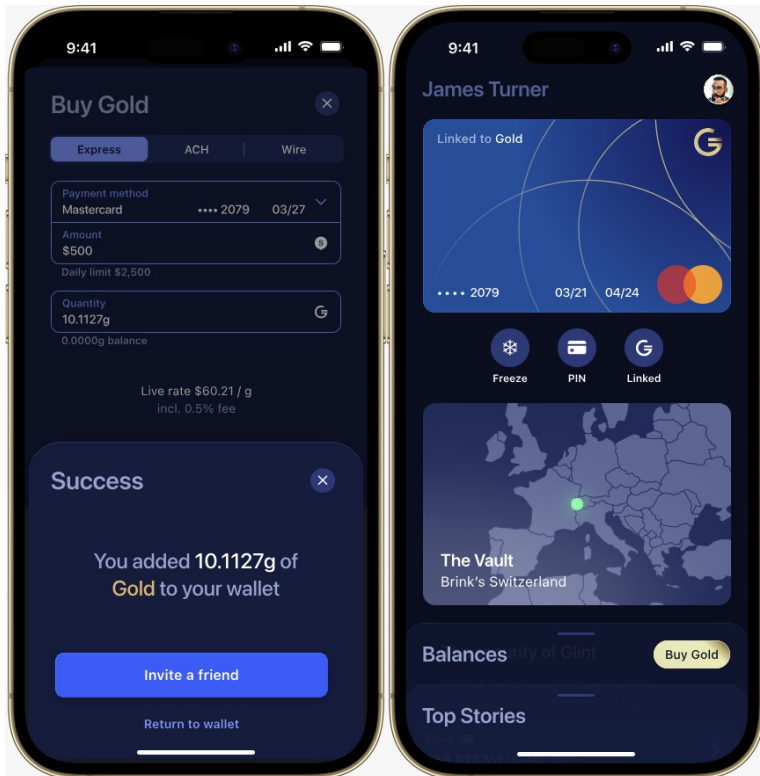 9:41
Buy Gold
Express ACH Wire
Payment method
Mastercard •••• 2079 03/27
Amount
$500
Daily limit $2,500
Quantity
10.1127g
0.0000g balance
Live rate $60.21 / g
incl. 0.5% fee
Success
You added 10.1127g of
Gold to your wallet
Invite a friend
Return to wallet
9:41
James Turner
Linked to Gold
•••• 2079 03/21 04/24
Freeze PIN Linked
The Vault
Brink's Switzerland
Balances
Buy Gold
Top Stories
Gold